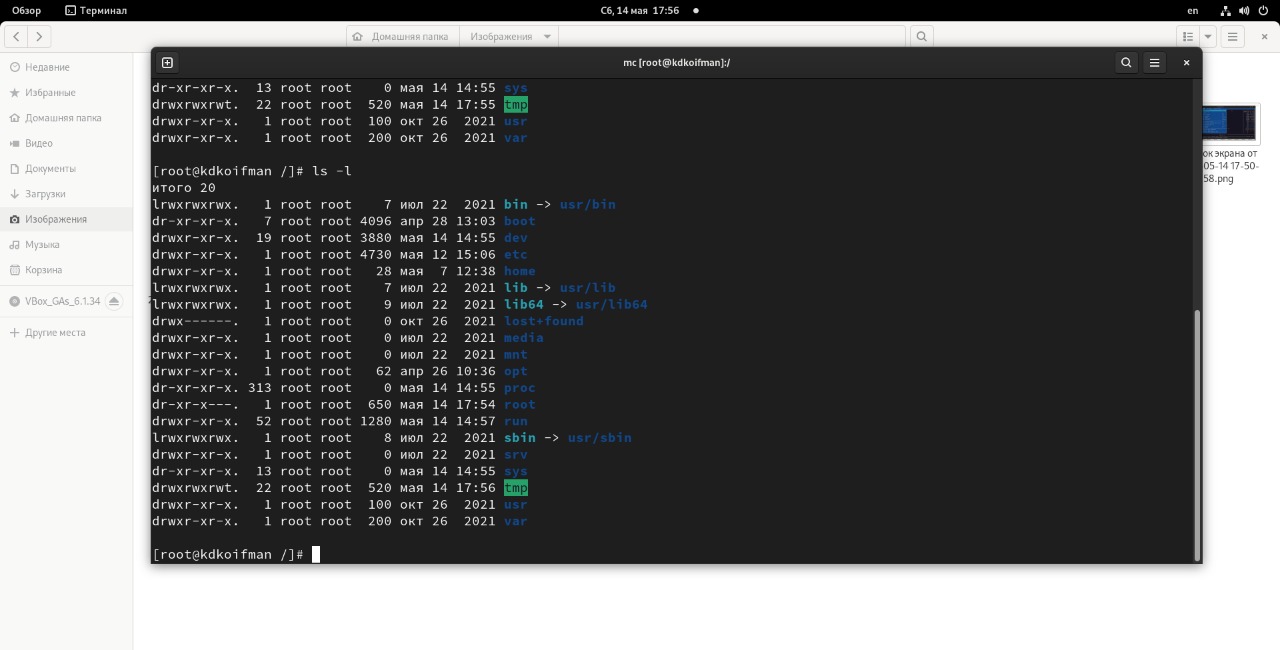 Обзор Терминал Сб, 14 мая 17:56 en
Домашняя папка Изображения
Недавние
Избранные
Домашняя папка
Видео
Документы
Загрузки
Изображения
Музыка
Корзина
VBox_GAs_6.1.34
Другие места
ок экрана от
05-14 17-50-
58.png
mc [root@kdkoifman]:/
dr-xr-xr-x.  13 root root    0 мая 14 14:55 sys
drwxrwxrwt.  22 root root  520 мая 14 17:55 tmp
drwxr-xr-x.   1 root root  100 окт 26  2021 usr
drwxr-xr-x.   1 root root  200 окт 26  2021 var
[root@kdkoifman /]# ls -l
итого 20
lrwxrwxrwx.   1 root root    7 июл 22  2021 bin -> usr/bin
dr-xr-xr-x.   7 root root 4096 апр 28 13:03 boot
drwxr-xr-x.  19 root root 3880 мая 14 14:55 dev
drwxr-xr-x.   1 root root 4730 мая 12 15:06 etc
drwxr-xr-x.   1 root root   28 мая  7 12:38 home
lrwxrwxrwx.   1 root root    7 июл 22  2021 lib -> usr/lib
lrwxrwxrwx.   1 root root    9 июл 22  2021 lib64 -> usr/lib64
drwx------.   1 root root    0 окт 26  2021 lost+found
drwxr-xr-x.   1 root root    0 июл 22  2021 media
drwxr-xr-x.   1 root root    0 июл 22  2021 mnt
drwxr-xr-x.   1 root root   62 апр 26 10:36 opt
dr-xr-xr-x. 313 root root    0 мая 14 14:55 proc
dr-xr-x---.   1 root root  650 мая 14 17:54 root
drwxr-xr-x.  52 root root 1280 мая 14 14:57 run
lrwxrwxrwx.   1 root root    8 июл 22  2021 sbin -> usr/sbin
drwxr-xr-x.   1 root root    0 июл 22  2021 srv
dr-xr-xr-x.  13 root root    0 мая 14 14:55 sys
drwxrwxrwt.  22 root root  520 мая 14 17:56 tmp
drwxr-xr-x.   1 root root  100 окт 26  2021 usr
drwxr-xr-x.   1 root root  200 окт 26  2021 var
[root@kdkoifman /]#